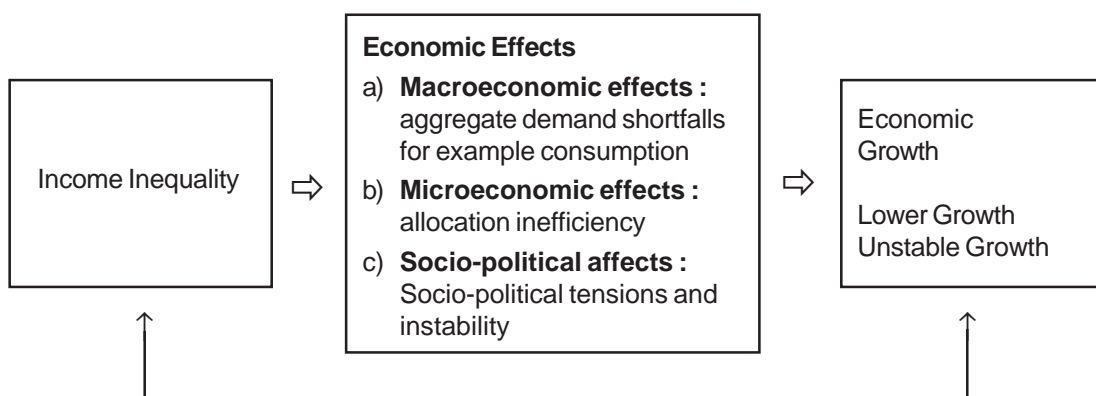 Income Inequality
Economic Effects
a) Macroeconomic effects :
aggregate demand shortfalls
for example consumption
b) Microeconomic effects :
allocation inefficiency
c) Socio-political affects :
Socio-political tensions and
instability
Economic
Growth
Lower Growth
Unstable Growth